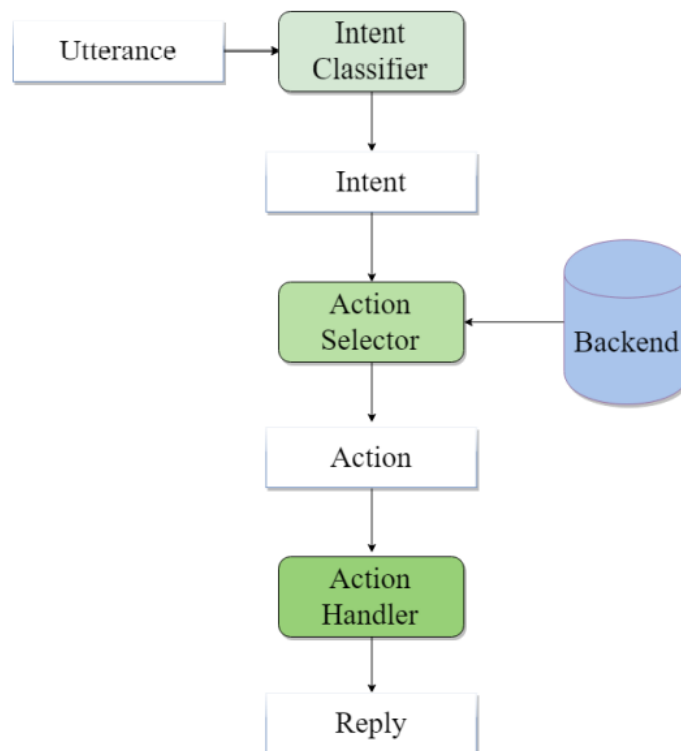 Utterance
Intent
Classifier
Intent
Action
Selector
Backend
Action
Action
Handler
Reply